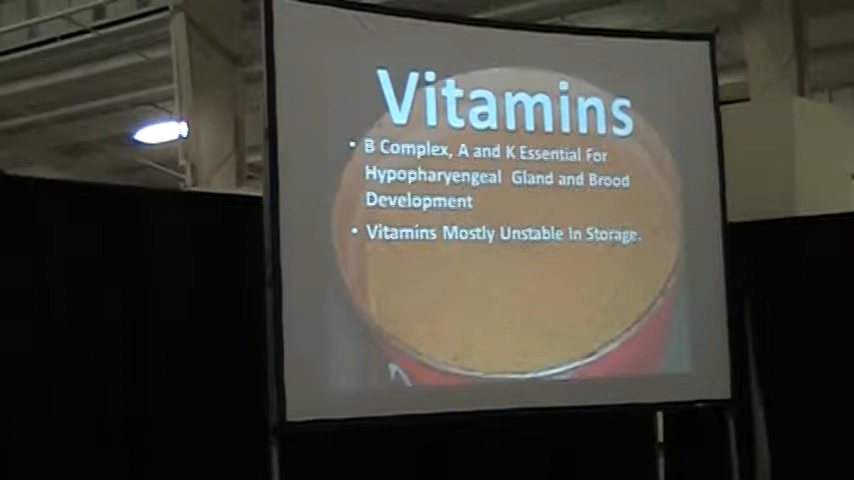 Vitamins
• B Complex, A and K Essential For
Hypopharyengeal Gland and Brood
Development
• Vitamins Mostly Unstable In Storage.